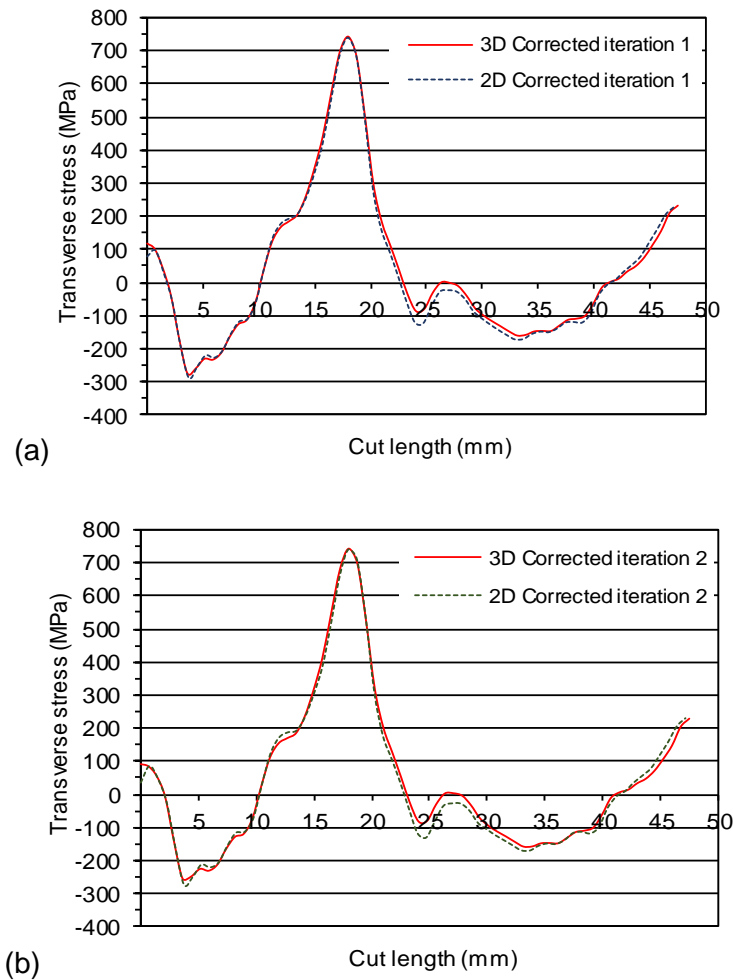 800
700
600
500
400
300
200
100
0
-100
-200
-300
-400
Transverse stress (MPa)
3D Corrected iteration 1
2D Corrected iteration 1
5 10 15 20 25 30 35 40 45 50
Cut length (mm)
(a)
800
700
600
500
400
300
200
100
0
-100
-200
-300
-400
Transverse stress (MPa)
3D Corrected iteration 2
2D Corrected iteration 2
5 10 15 20 25 30 35 40 45 50
Cut length (mm)
(b)